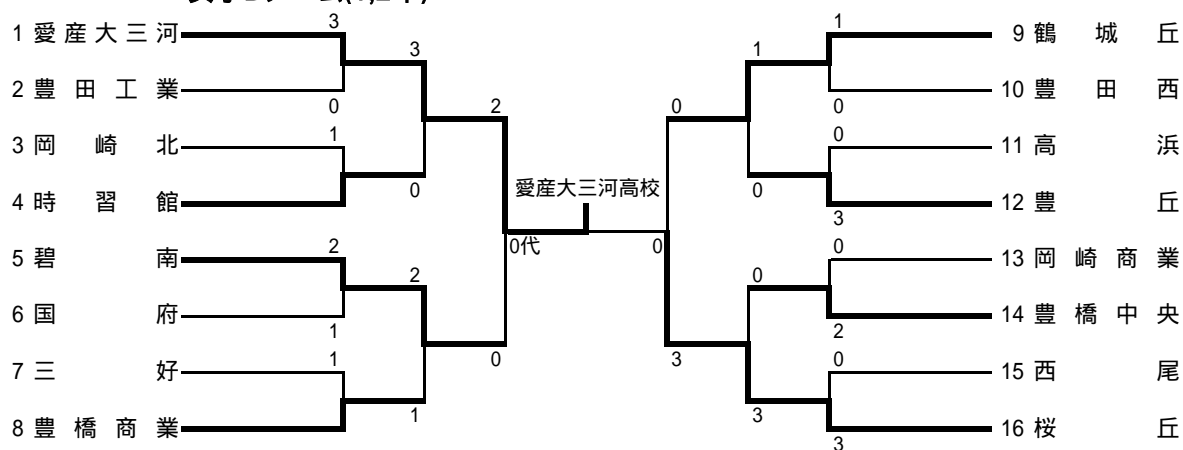 3
1 愛産大三河
3
2 豊田工業
0
2
3 岡崎北
1
4 時習館
0
愛産大三河高校
0代
0
5 碧南
2
2
6 国府
1
0
7 三好
1
8 豊橋商業
1
1
9 鶴城丘
1
10 豊田西
0
0
11 高浜
0
12 豊丘
0
3
13 岡崎商業
0
0
14 豊橋中央
2
3
15 西尾
0
16 桜丘
3
3